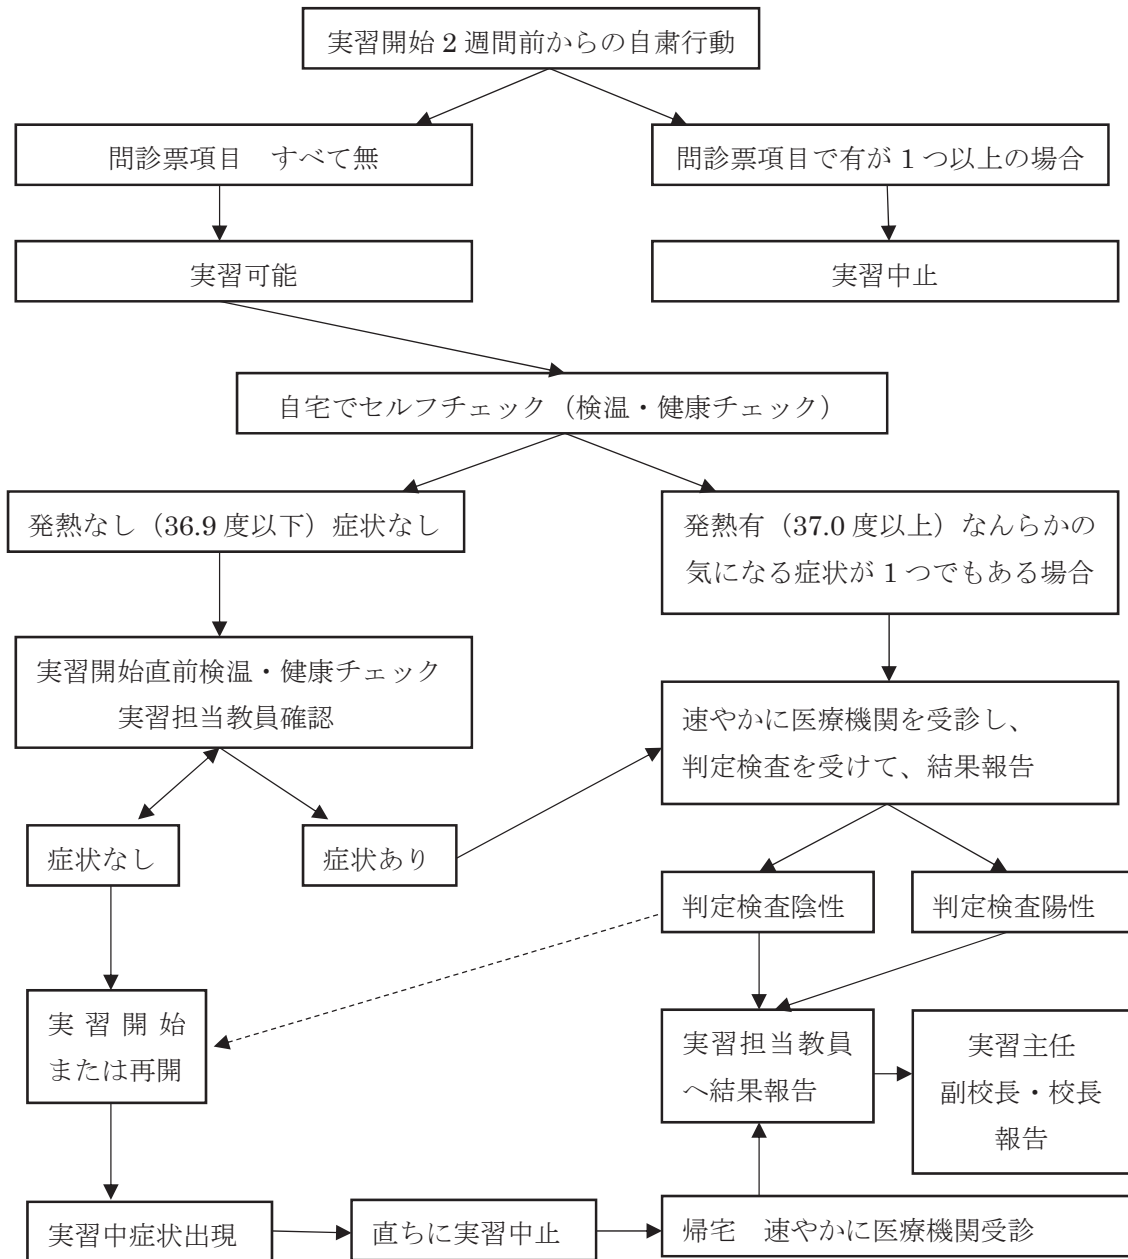 実習開始 2 週間前からの自粛行動
問診票項目　すべて無
問診票項目で有が 1 つ以上の場合
実習可能
実習中止
自宅でセルフチェック（検温・健康チェック）
発熱なし（36.9 度以下）症状なし
発熱有（37.0 度以上）なんらかの
気になる症状が 1 つでもある場合
実習開始直前検温・健康チェック
実習担当教員確認
速やかに医療機関を受診し、
判定検査を受けて、結果報告
症状なし
症状あり
判定検査陰性
判定検査陽性
実 習 開 始
または再開
実習担当教員
へ結果報告
実習主任
副校長・校長
報告
実習中症状出現
直ちに実習中止
帰宅　速やかに医療機関受診